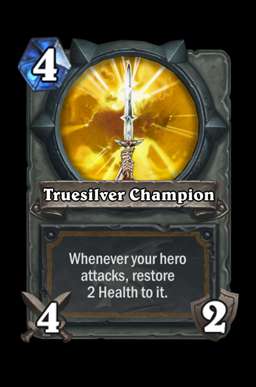 4
Truesilver Champion
Whenever your hero
attacks, restore
2 Health to it.
4 2